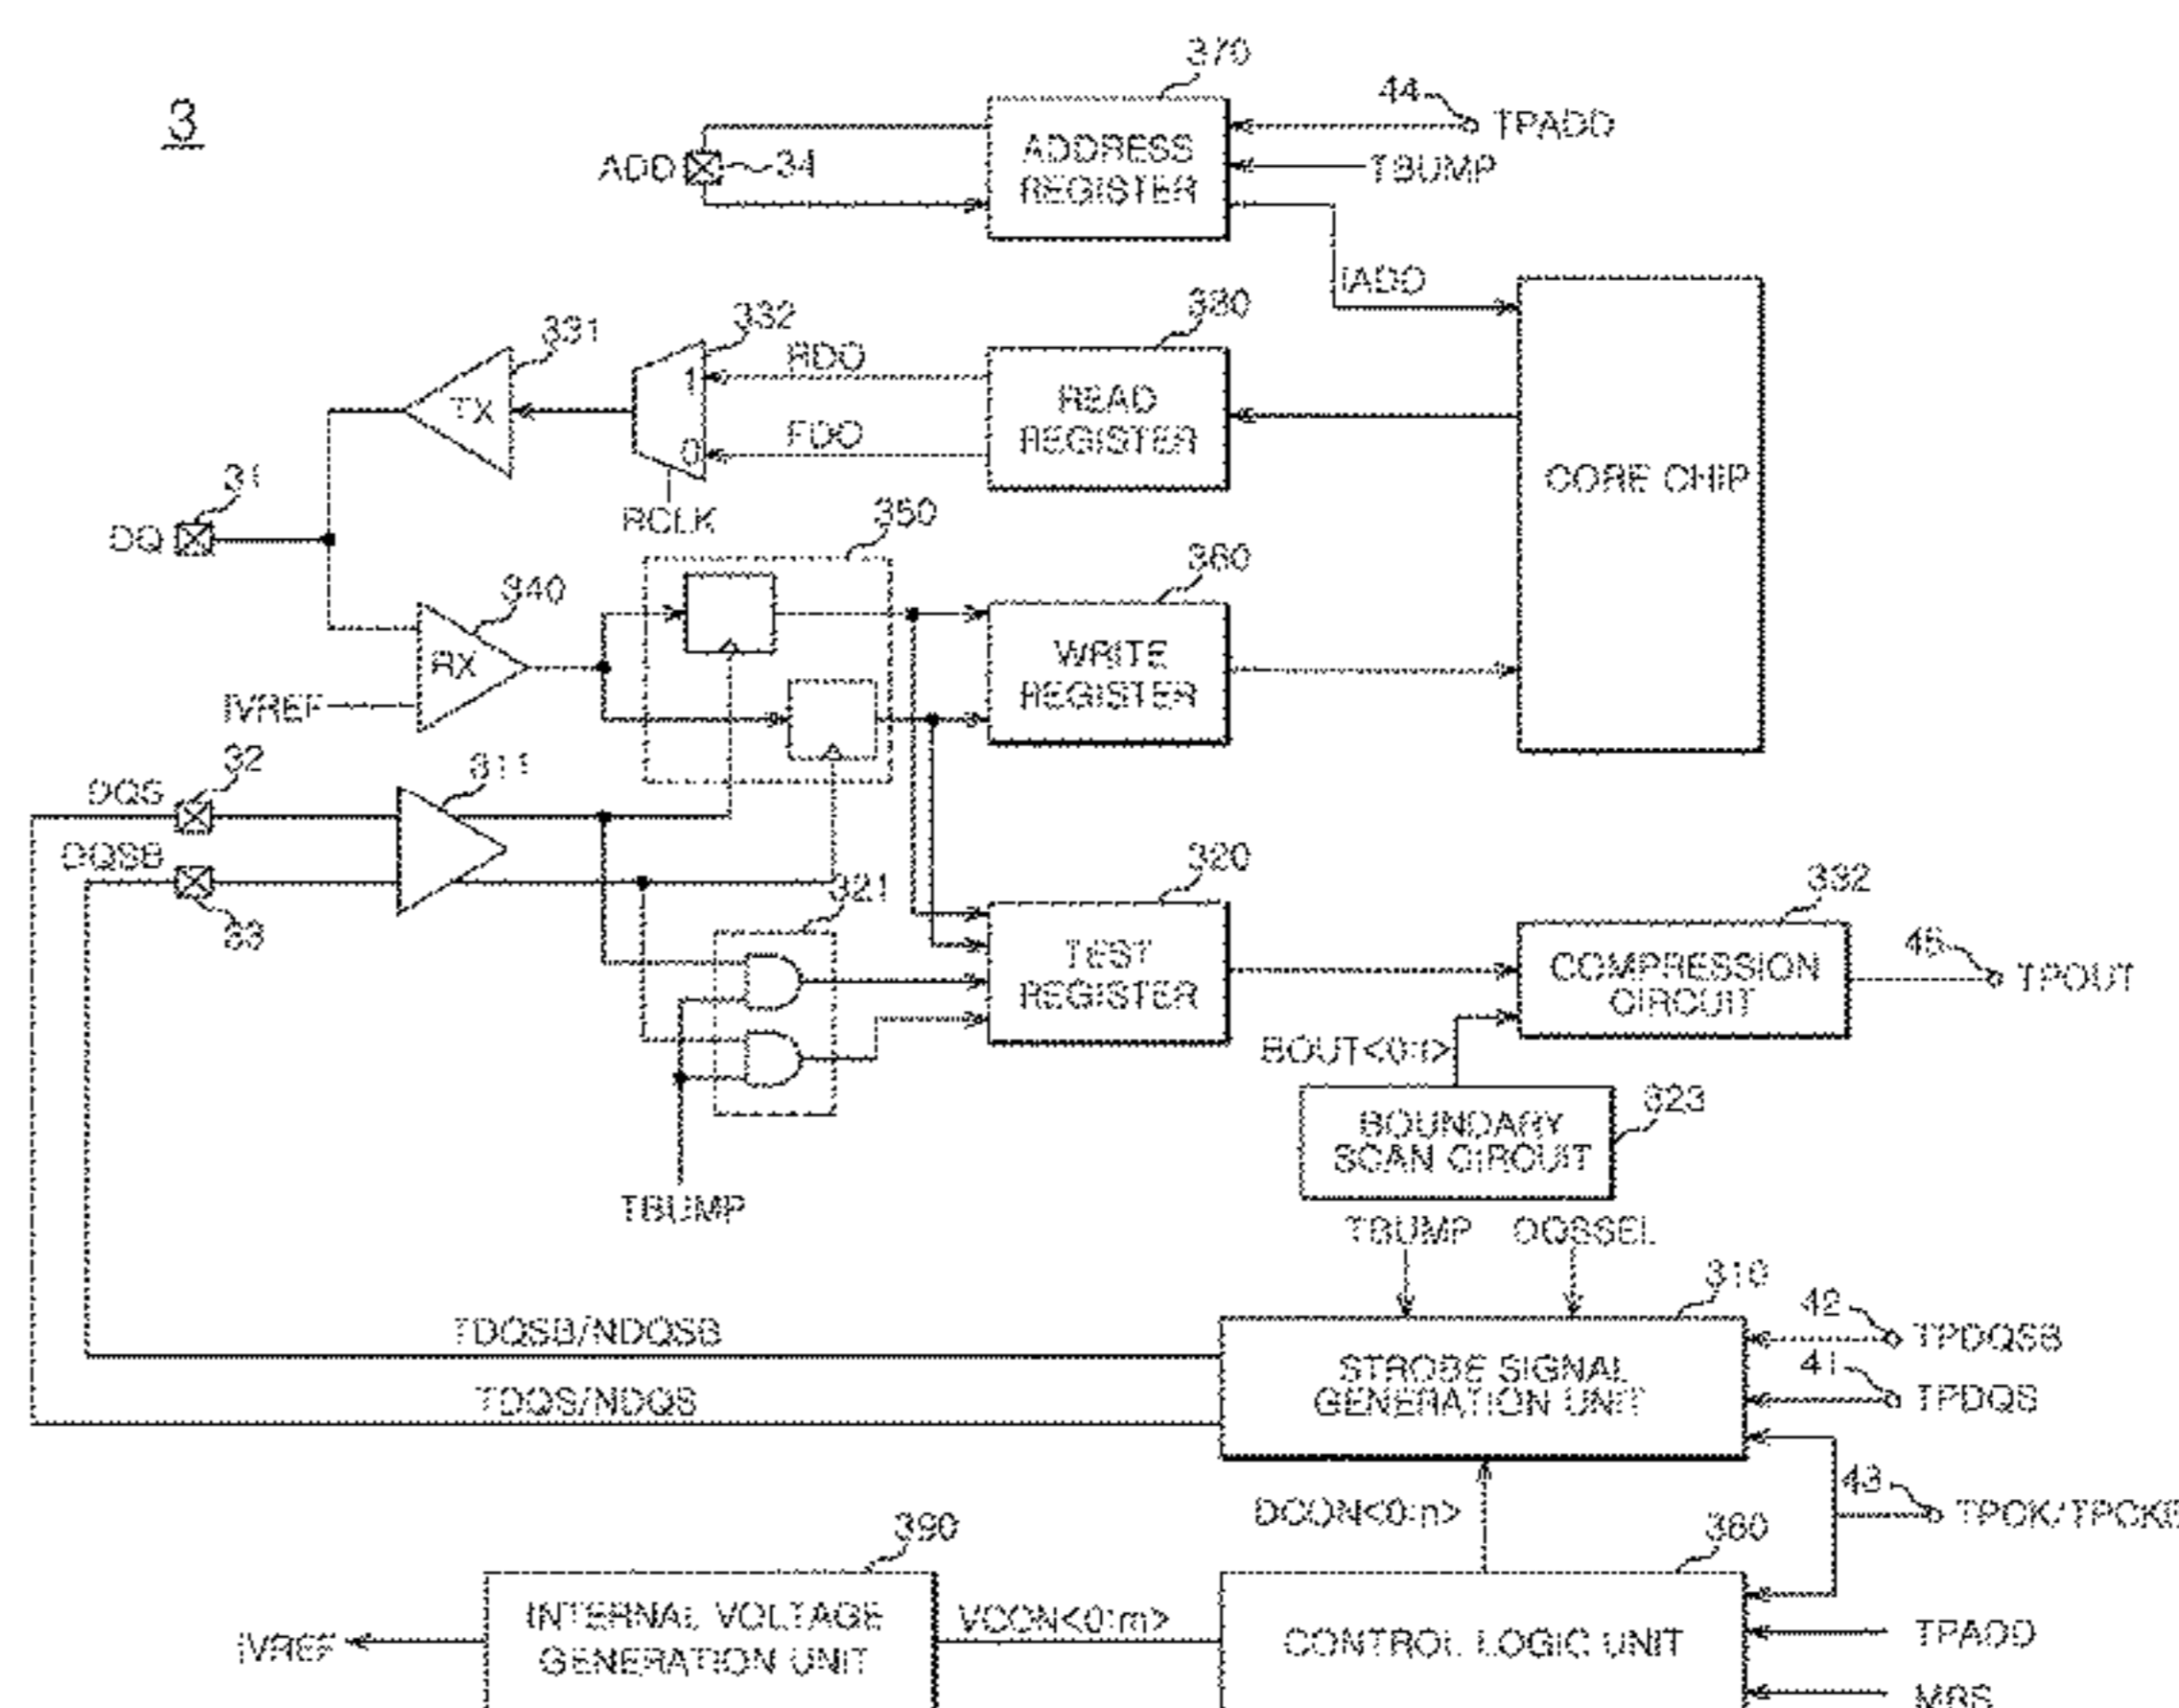 3
370
44
TPADD
ADD
34
ADDRESS
REGISTER
TBUMP
IADD
331
332
RDO
330
TX
1
READ
REGISTER
FDO
0
CORE CHIP
31
DQ
RCLK
350
340
360
RX
WRITE
REGISTER
IVREF
32
DQS
311
DQSB
33
321
320
332
TEST
REGISTER
COMPRESSION
CIRCUIT
45
TPOUT
BOUT<0:n>
BOUNDARY
SCAN CIRCUIT
323
TBUMP
TBUMP
DQSSEL
310
42
TPDQSB
TDQSB/NDQSB
STROBE SIGNAL
GENERATION UNIT
41
TPDQS
TDQS/NDQS
43
TPCK/TPCKB
DCON<0:n>
390
380
INTERNAL VOLTAGE
GENERATION UNIT
VCON<0:m>
CONTROL LOGIC UNIT
IVREF
TPADD
MRS